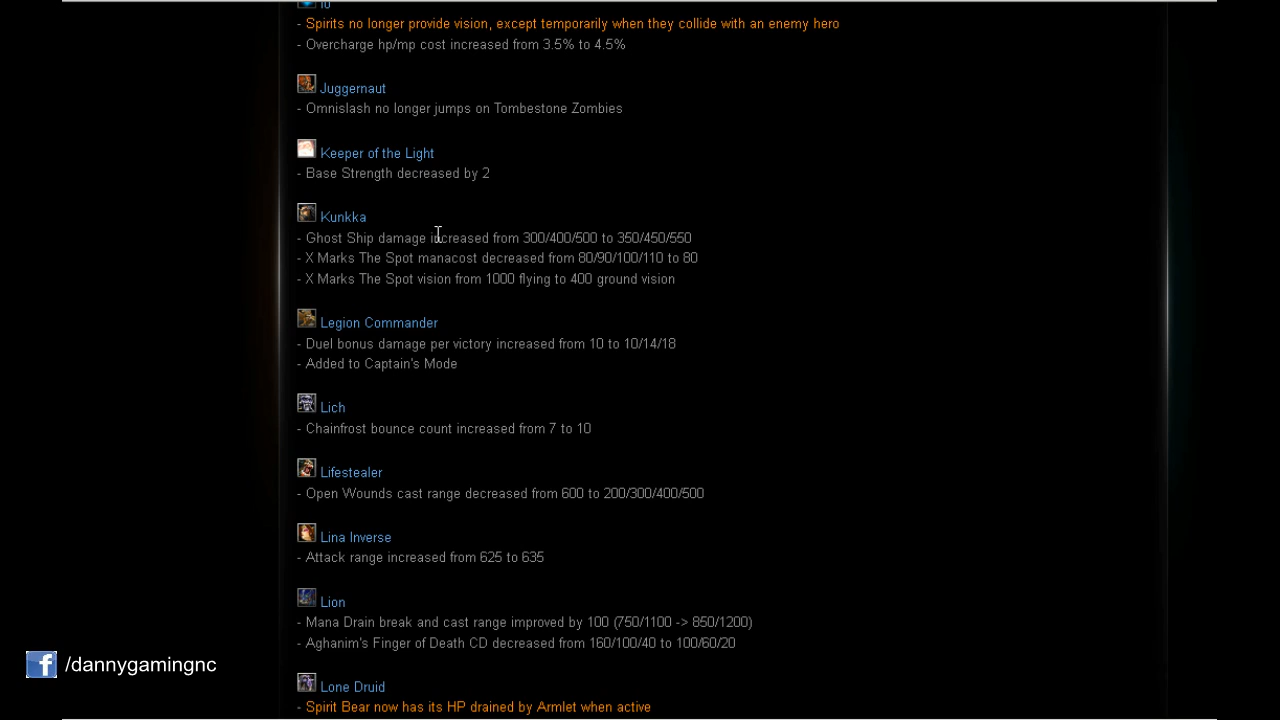 Io
- Spirits no longer provide vision, except temporarily when they collide with an enemy hero
- Overcharge hp/mp cost increased from 3.5% to 4.5%
Juggernaut
- Omnislash no longer jumps on Tombestone Zombies
Keeper of the Light
- Base Strength decreased by 2
Kunkka
- Ghost Ship damage increased from 300/400/500 to 350/450/550
- X Marks The Spot manacost decreased from 80/90/100/110 to 80
- X Marks The Spot vision from 1000 flying to 400 ground vision
Legion Commander
- Duel bonus damage per victory increased from 10 to 10/14/18
- Added to Captain's Mode
Lich
- Chainfrost bounce count increased from 7 to 10
Lifestealer
- Open Wounds cast range decreased from 600 to 200/300/400/500
Lina Inverse
- Attack range increased from 625 to 635
Lion
- Mana Drain break and cast range improved by 100 (750/1100 -> 850/1200)
- Aghanim's Finger of Death CD decreased from 160/100/40 to 100/60/20
f /dannygamingnc
Lone Druid
- Spirit Bear now has its HP drained by Armlet when active